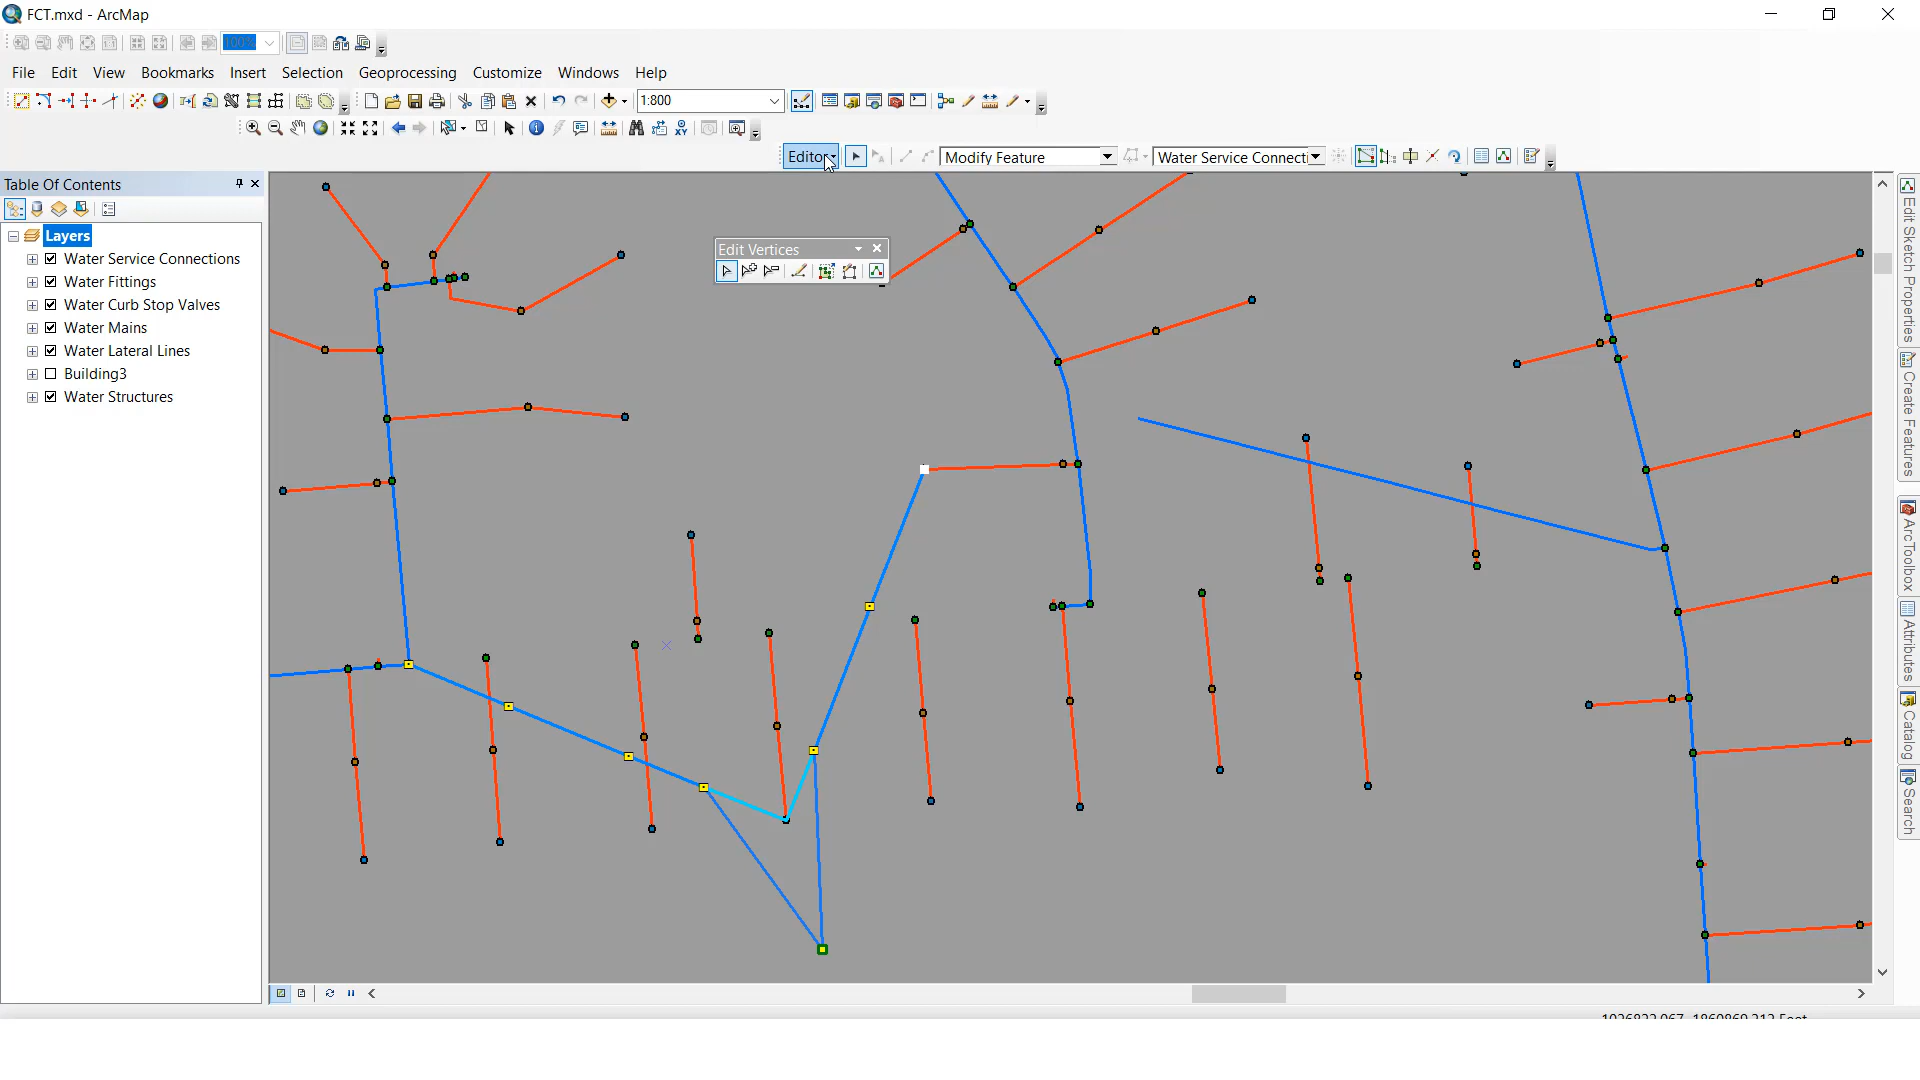 FCT.mxd - ArcMap
100%
File Edit View Bookmarks Insert Selection Geoprocessing Customize Windows Help
1:800
Editor Modify Feature Water Service Connecti
Table Of Contents
Layers
Water Service Connections
Water Fittings
Water Curb Stop Valves
Water Mains
Water Lateral Lines
Building3
Water Structures
Edit Vertices
Edit Sketch Properties
Create Features
ArcToolbox
Attributes
Catalog
Search